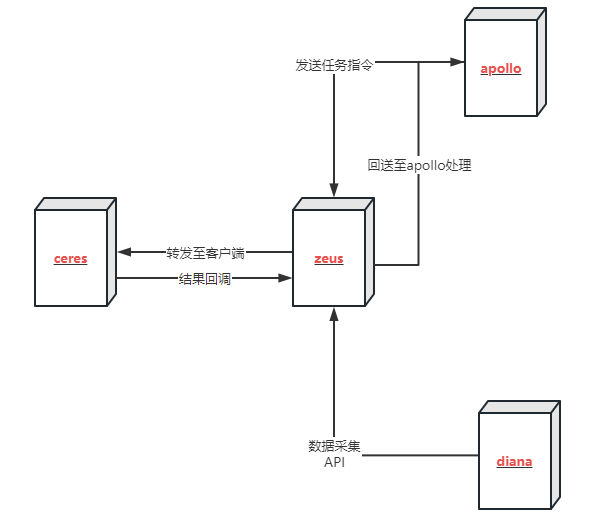 发送任务指令
apollo
回送至apollo处理
ceres
转发至客户端
结果回调
zeus
数据采集
API
diana